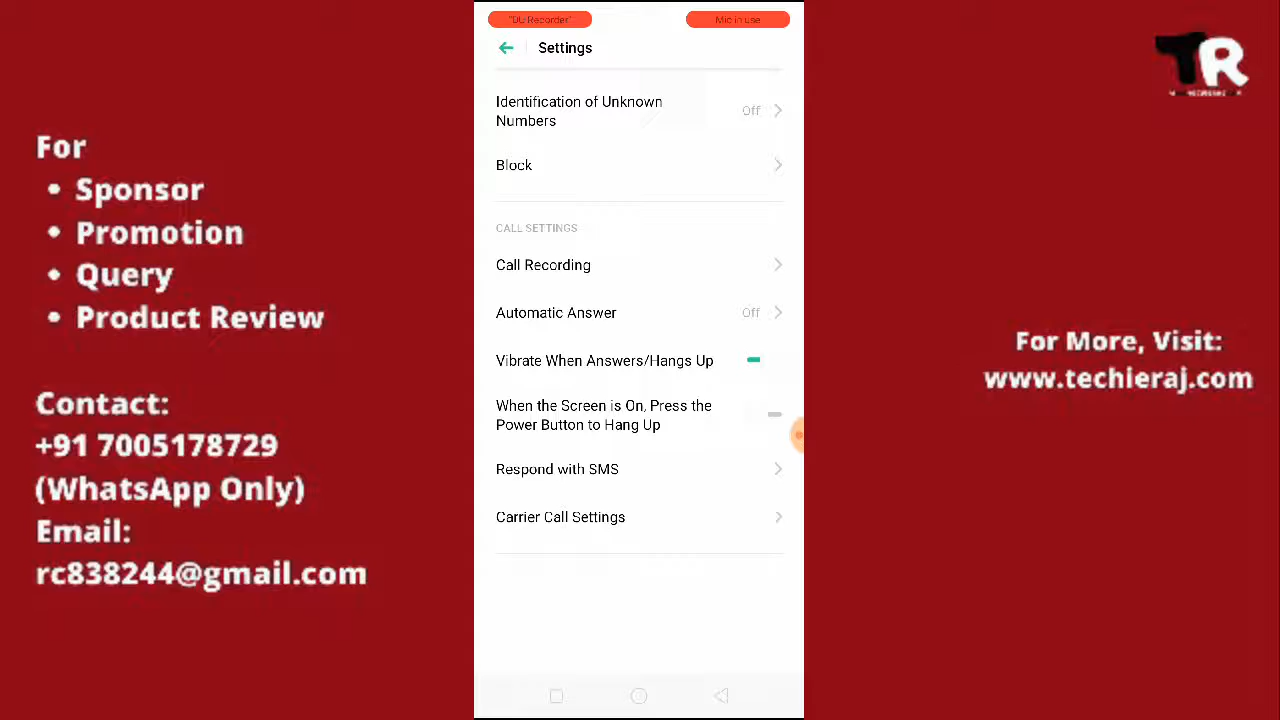 "DU Recorder"
Mic in use
Settings
Identification of Unknown
Numbers
Off
Block
CALL SETTINGS
Call Recording
Automatic Answer
Off
Vibrate When Answers/Hangs Up
When the Screen is On, Press the
Power Button to Hang Up
Respond with SMS
Carrier Call Settings
For
• Sponsor
• Promotion
• Query
• Product Review
Contact:
+91 7005178729
(WhatsApp Only)
Email:
rc838244@gmail.com
TR
For More, Visit:
www.techieraj.com